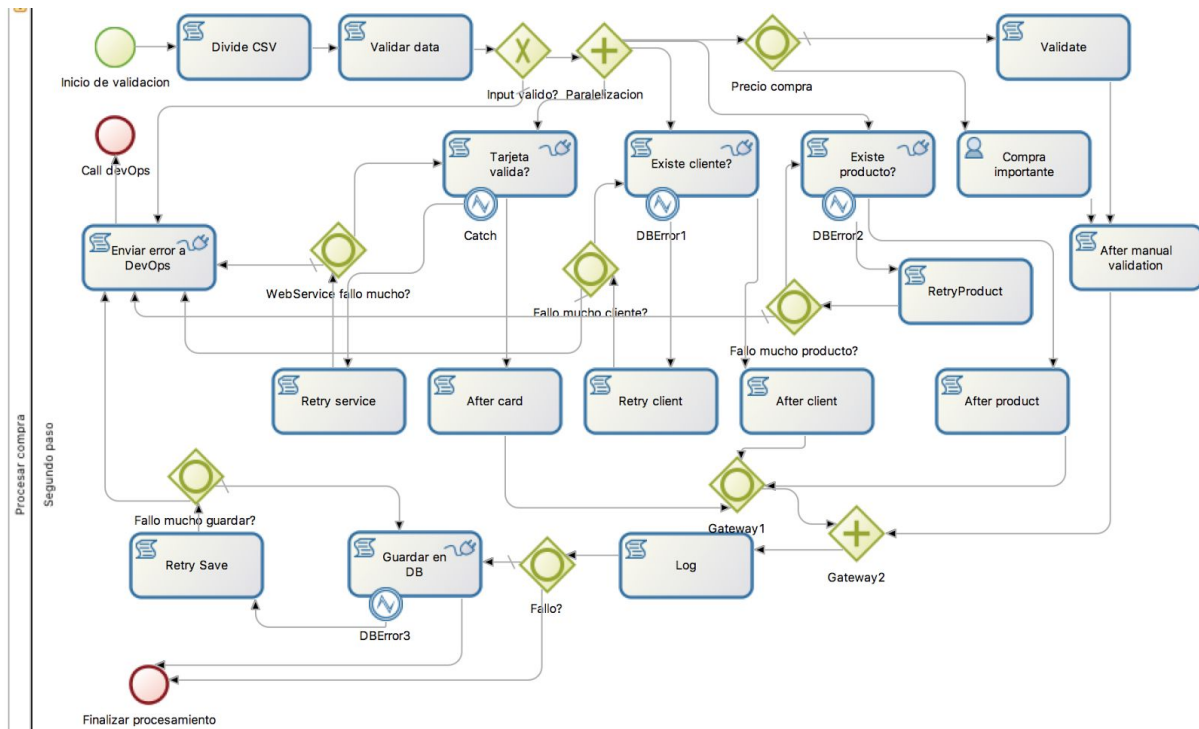 Procesar compra
Segundo paso
Inicio de validacion
Divide CSV
Validar data
Input valido?
Paralelizacion
Precio compra
Validate
Call devOps
Tarjeta
valida?
Catch
Existe cliente?
DBError1
Existe
producto?
DBError2
Compra
importante
Enviar error a
DevOps
WebService fallo mucho?
Fallo mucho cliente?
RetryProduct
After manual
validation
Fallo mucho producto?
Retry service
After card
Retry client
After client
After product
Fallo mucho guardar?
Gateway1
Retry Save
Guardar en
DB
DBError3
Fallo?
Log
Gateway2
Finalizar procesamiento